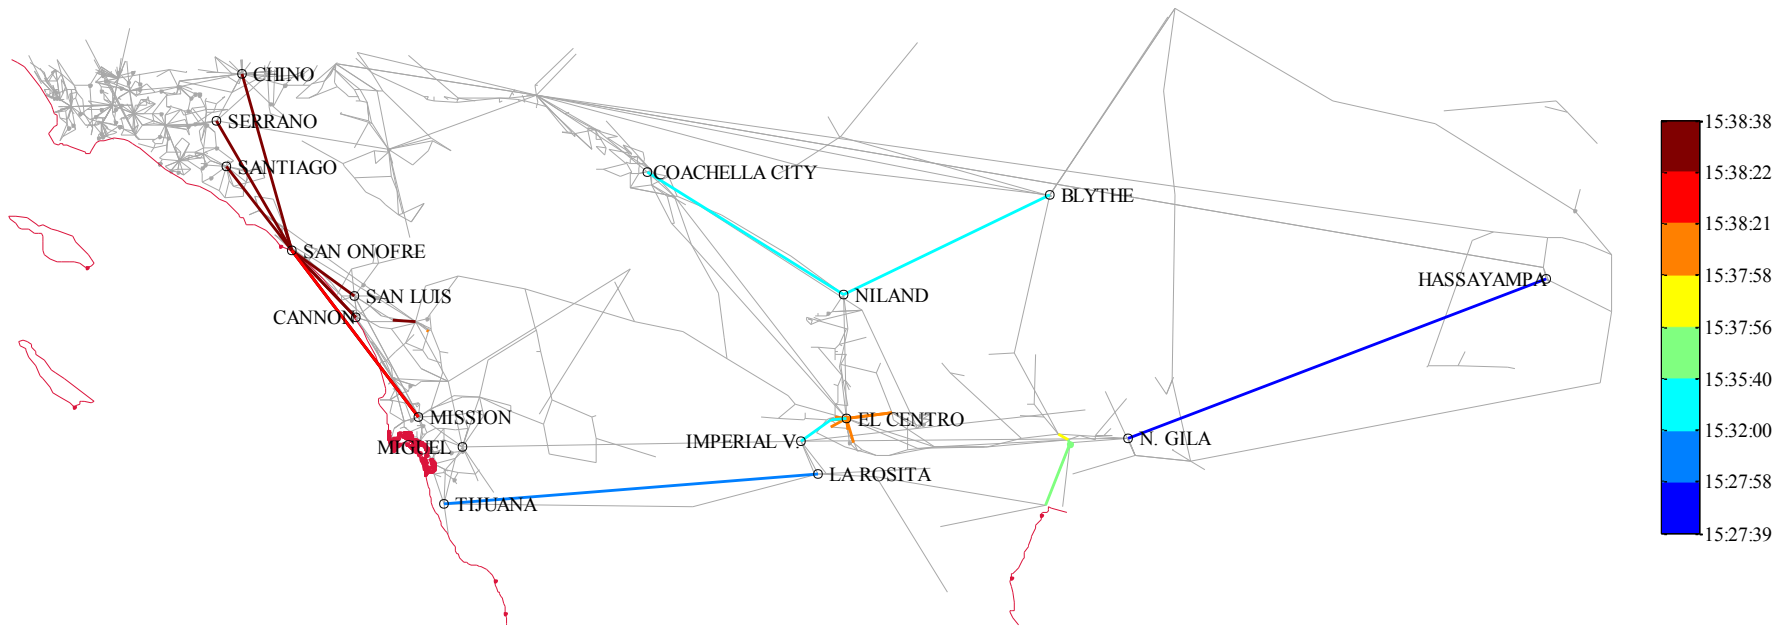 CHINO
SERRANO
SANTIAGO
SAN ONOFRE
SAN LUIS
CANNON
MISSION
MIGUEL
TIJUANA
COACHELLA CITY
BLYTHE
NILAND
HASSAYAMPA
EL CENTRO
IMPERIAL V.
N. GILA
LA ROSITA
15:38:38
15:38:22
15:38:21
15:37:58
15:37:56
15:35:40
15:32:00
15:27:58
15:27:39